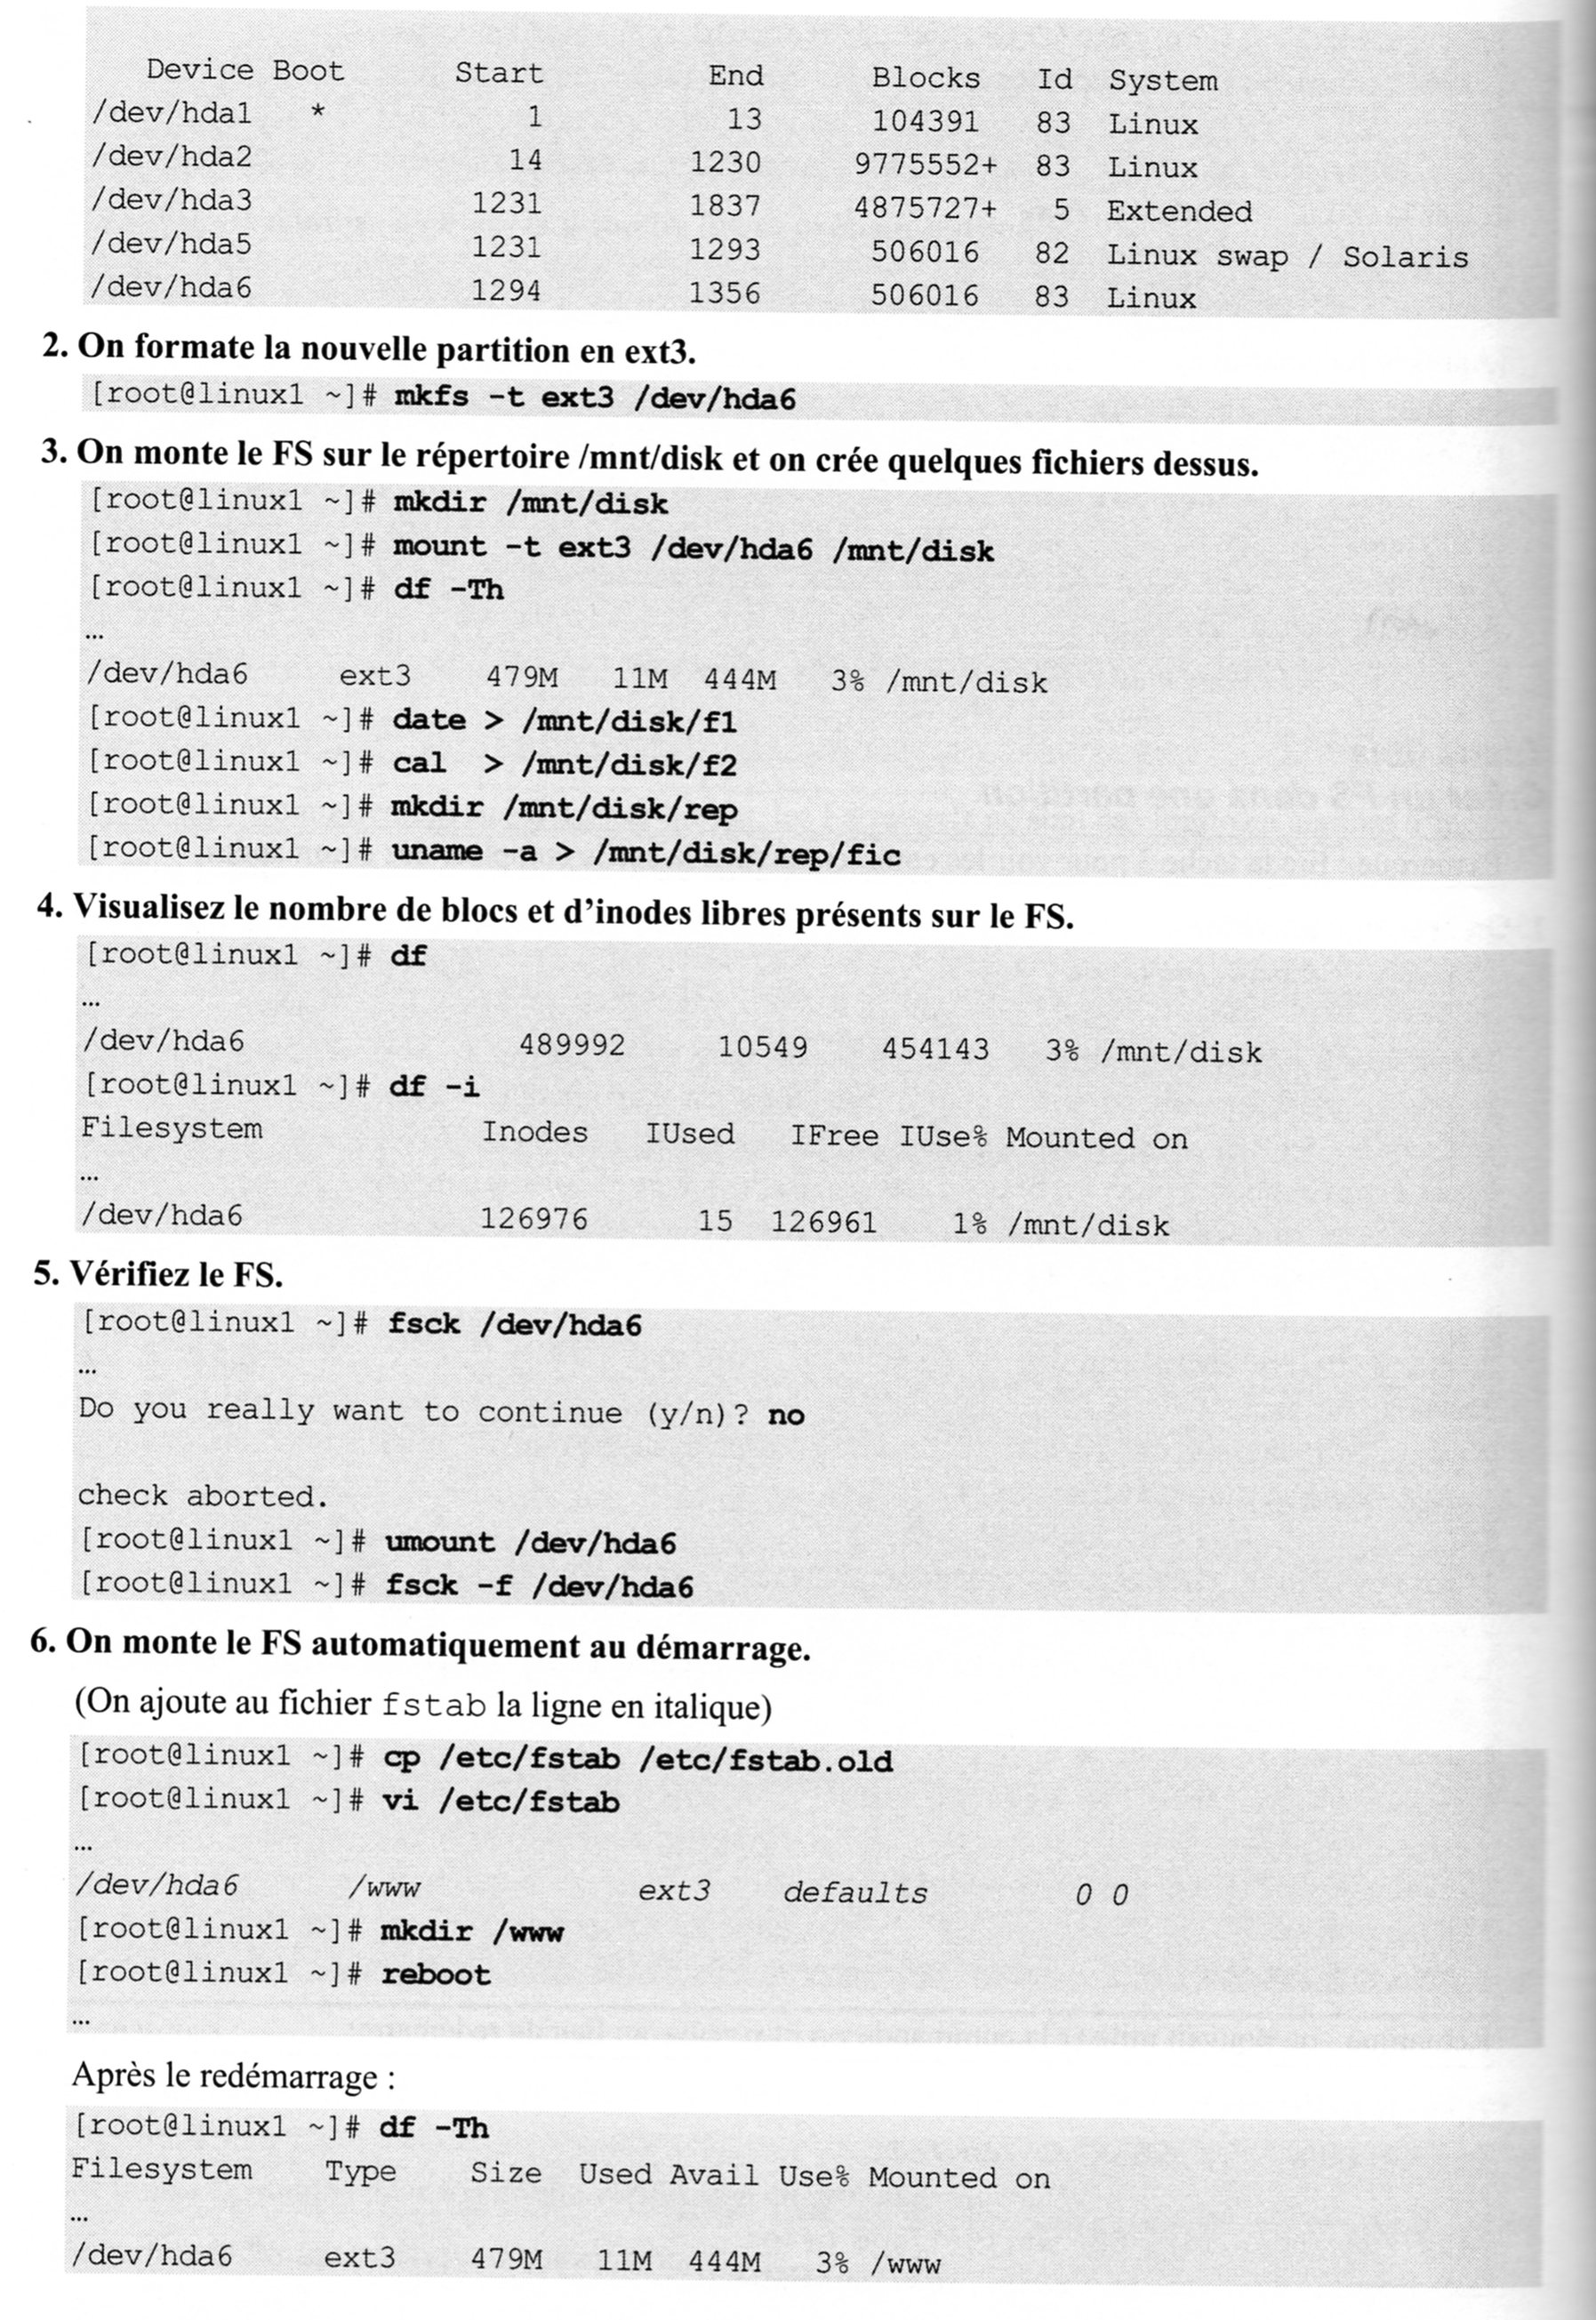 Device Boot Start End Blocks Id System
/dev/hda1 * 1 13 104391 83 Linux
/dev/hda2 14 1230 9775552+ 83 Linux
/dev/hda3 1231 1837 4875727+ 5 Extended
/dev/hda5 1231 1293 506016 82 Linux swap / Solaris
/dev/hda6 1294 1356 506016 83 Linux
2. On formate la nouvelle partition en ext3.
[root@linux1 ~]# mkfs -t ext3 /dev/hda6
3. On monte le FS sur le répertoire /mnt/disk et on crée quelques fichiers dessus.
[root@linux1 ~]# mkdir /mnt/disk
[root@linux1 ~]# mount -t ext3 /dev/hda6 /mnt/disk
[root@linux1 ~]# df -Th
…
/dev/hda6 ext3 479M 11M 444M 3% /mnt/disk
[root@linux1 ~]# date > /mnt/disk/f1
[root@linux1 ~]# cal > /mnt/disk/f2
[root@linux1 ~]# mkdir /mnt/disk/rep
[root@linux1 ~]# uname -a > /mnt/disk/rep/fic
4. Visualisez le nombre de blocs et d’inodes libres présents sur le FS.
[root@linux1 ~]# df
…
/dev/hda6 489992 10549 454143 3% /mnt/disk
[root@linux1 ~]# df -i
Filesystem Inodes IUsed IFree IUse% Mounted on
…
/dev/hda6 126976 15 126961 1% /mnt/disk
5. Vérifiez le FS.
[root@linux1 ~]# fsck /dev/hda6
…
Do you really want to continue (y/n)? no
check aborted.
[root@linux1 ~]# umount /dev/hda6
[root@linux1 ~]# fsck -f /dev/hda6
6. On monte le FS automatiquement au démarrage.
(On ajoute au fichier fstab la ligne en italique)
[root@linux1 ~]# cp /etc/fstab /etc/fstab.old
[root@linux1 ~]# vi /etc/fstab
…
/dev/hda6 /www ext3 defaults 0 0
[root@linux1 ~]# mkdir /www
[root@linux1 ~]# reboot
…
Après le redémarrage :
[root@linux1 ~]# df -Th
Filesystem Type Size Used Avail Use% Mounted on
…
/dev/hda6 ext3 479M 11M 444M 3% /www